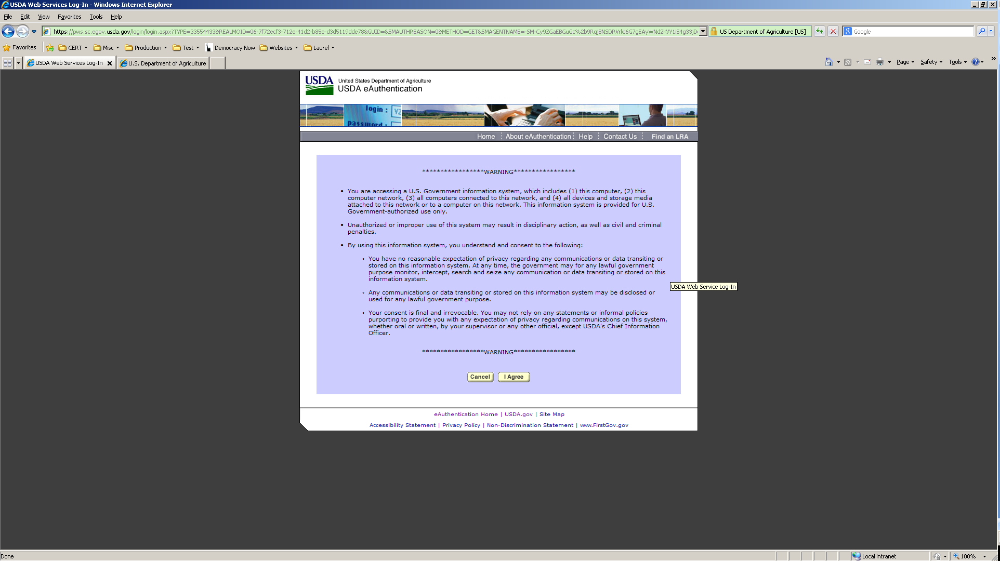 USDA Web Services Log-In - Windows Internet Explorer
File Edit View Favorites Tools Help
https://pws.sc.egov.usda.gov/login/login.aspx?TYPE=33554433&REALMOID=06-7f72ecf3-712e-41d2-b85e-d3d5119dde78&GUID=&SMAUTHREASON=0&METHOD=GET&SMAGENTNAME=-SM-Cy9ZGaEBGuGc%2b9RqjBNSDRVrkt6G7gEAyWNd2kVY1iS4g33jD US Department of Agriculture [US] Google
Favorites CERT Misc Production Test Democracy Now Websites Laurel
USDA Web Services Log-In U.S. Department of Agriculture Page Safety Tools
USDA United States Department of Agriculture
USDA eAuthentication
login :
password :
Home About eAuthentication Help Contact Us Find an LRA
*****************WARNING*****************
• You are accessing a U.S. Government information system, which includes (1) this computer, (2) this
computer network, (3) all computers connected to this network, and (4) all devices and storage media
attached to this network or to a computer on this network. This information system is provided for U.S.
Government-authorized use only.
• Unauthorized or improper use of this system may result in disciplinary action, as well as civil and criminal
penalties.
• By using this information system, you understand and consent to the following:
◦ You have no reasonable expectation of privacy regarding any communications or data transiting or
stored on this information system. At any time, the government may for any lawful government
purpose monitor, intercept, search and seize any communication or data transiting or stored on this
information system.
USDA Web Service Log-In
◦ Any communications or data transiting or stored on this information system may be disclosed or
used for any lawful government purpose.
◦ Your consent is final and irrevocable. You may not rely on any statements or informal policies
purporting to provide you with any expectation of privacy regarding communications on this system,
whether oral or written, by your supervisor or any other official, except USDA's Chief Information
Officer.
*****************WARNING*****************
Cancel I Agree
eAuthentication Home | USDA.gov | Site Map
Accessibility Statement | Privacy Policy | Non-Discrimination Statement | www.FirstGov.gov
Done Local intranet 100%